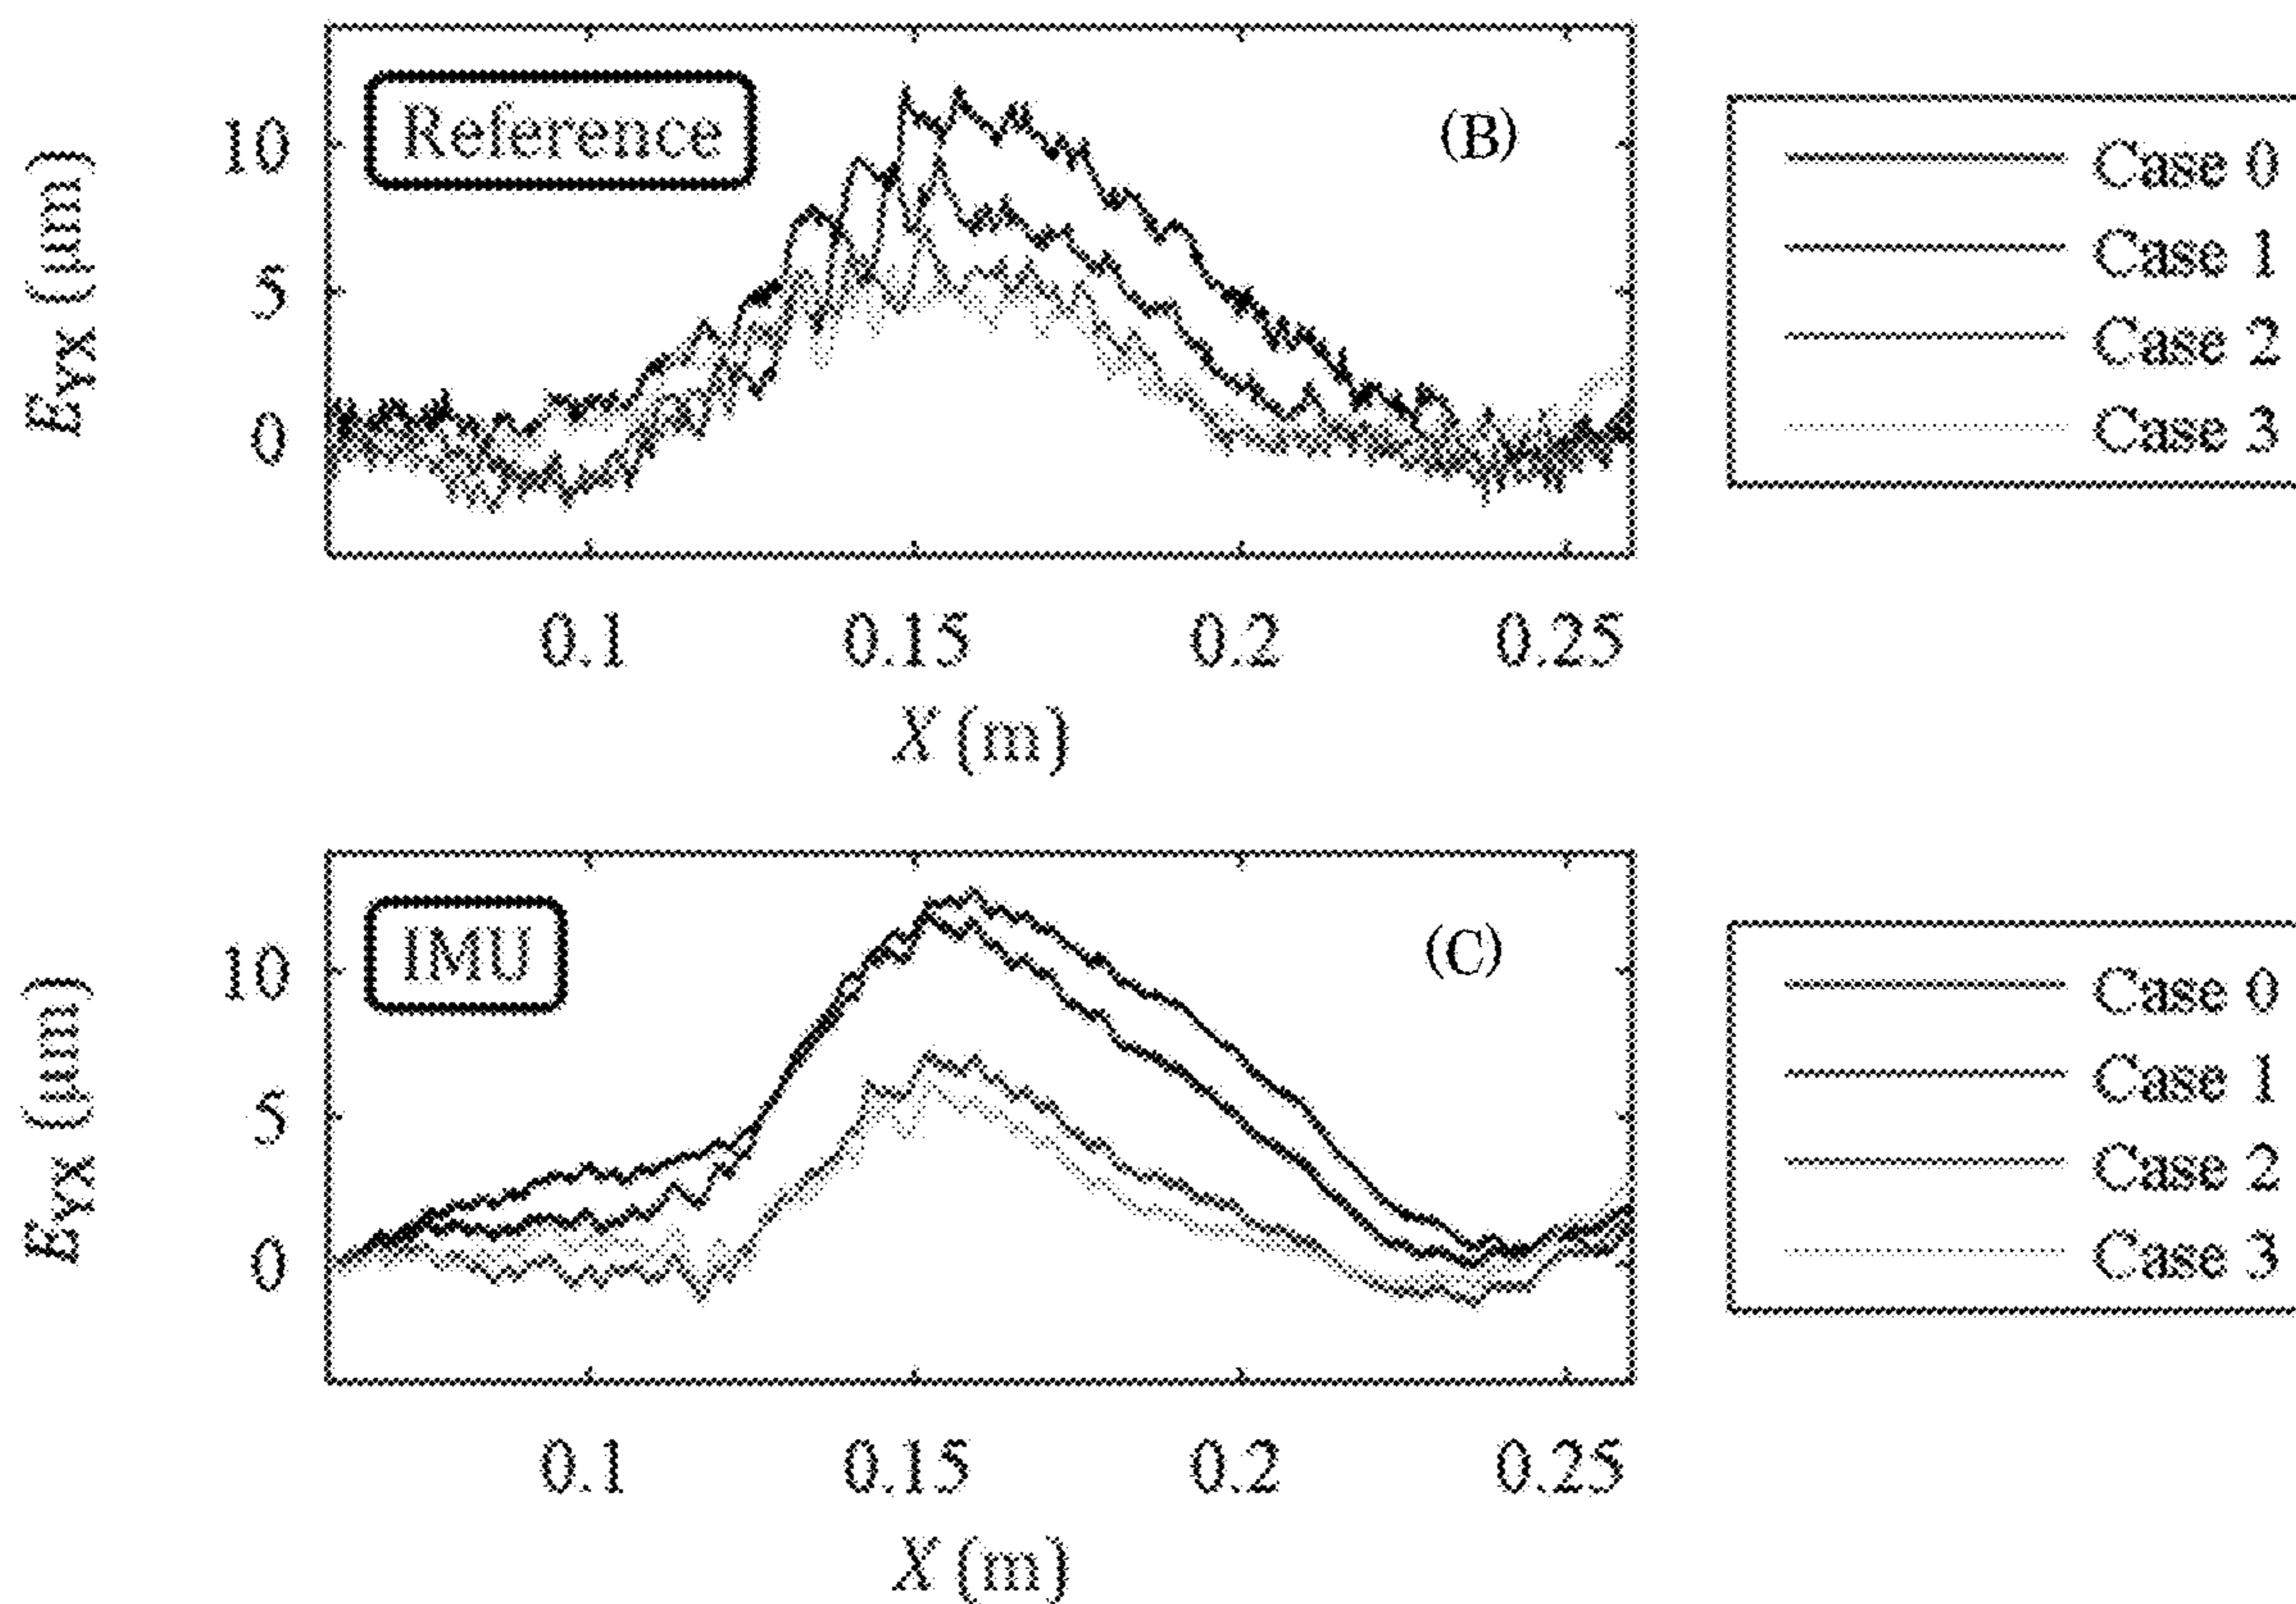 Reference
(B)
10
5
0
E_YX (μm)
0.1 0.15 0.2 0.25
X (m)
Case 0
Case 1
Case 2
Case 3
IMU
(C)
10
5
0
E_YX (μm)
0.1 0.15 0.2 0.25
X (m)
Case 0
Case 1
Case 2
Case 3